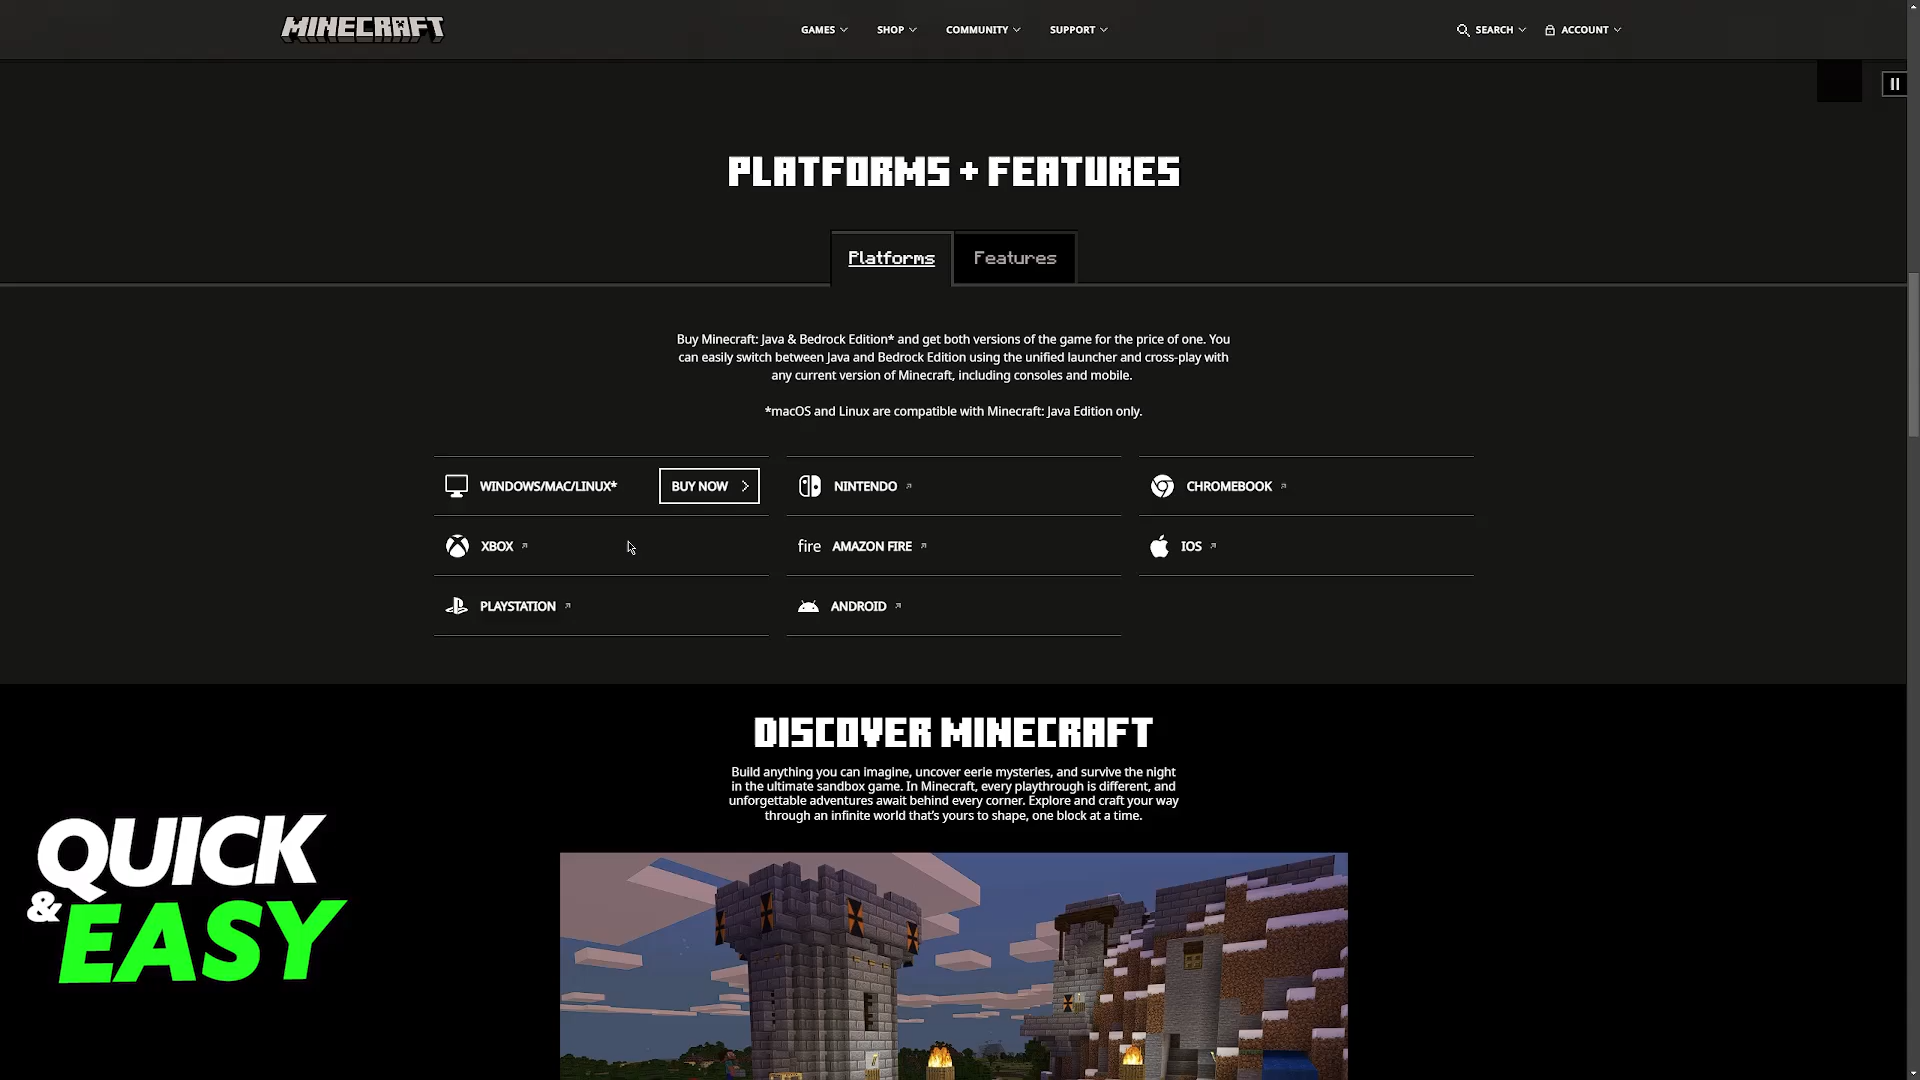 MINECRAFT
GAMES
SHOP
COMMUNITY
SUPPORT
SEARCH
ACCOUNT
PLATFORMS + FEATURES
Platforms
Features
Buy Minecraft: Java & Bedrock Edition* and get both versions of the game for the price of one. You
can easily switch between Java and Bedrock Edition using the unified launcher and cross-play with
any current version of Minecraft, including consoles and mobile.
*macOS and Linux are compatible with Minecraft: Java Edition only.
WINDOWS/MAC/LINUX*
BUY NOW
NINTENDO
CHROMEBOOK
XBOX
fire AMAZON FIRE
IOS
PLAYSTATION
ANDROID
DISCOVER MINECRAFT
Build anything you can imagine, uncover eerie mysteries, and survive the night
in the ultimate sandbox game. In Minecraft, every playthrough is different, and
unforgettable adventures await behind every corner. Explore and craft your way
through an infinite world that's yours to shape, one block at a time.
QUICK
& EASY